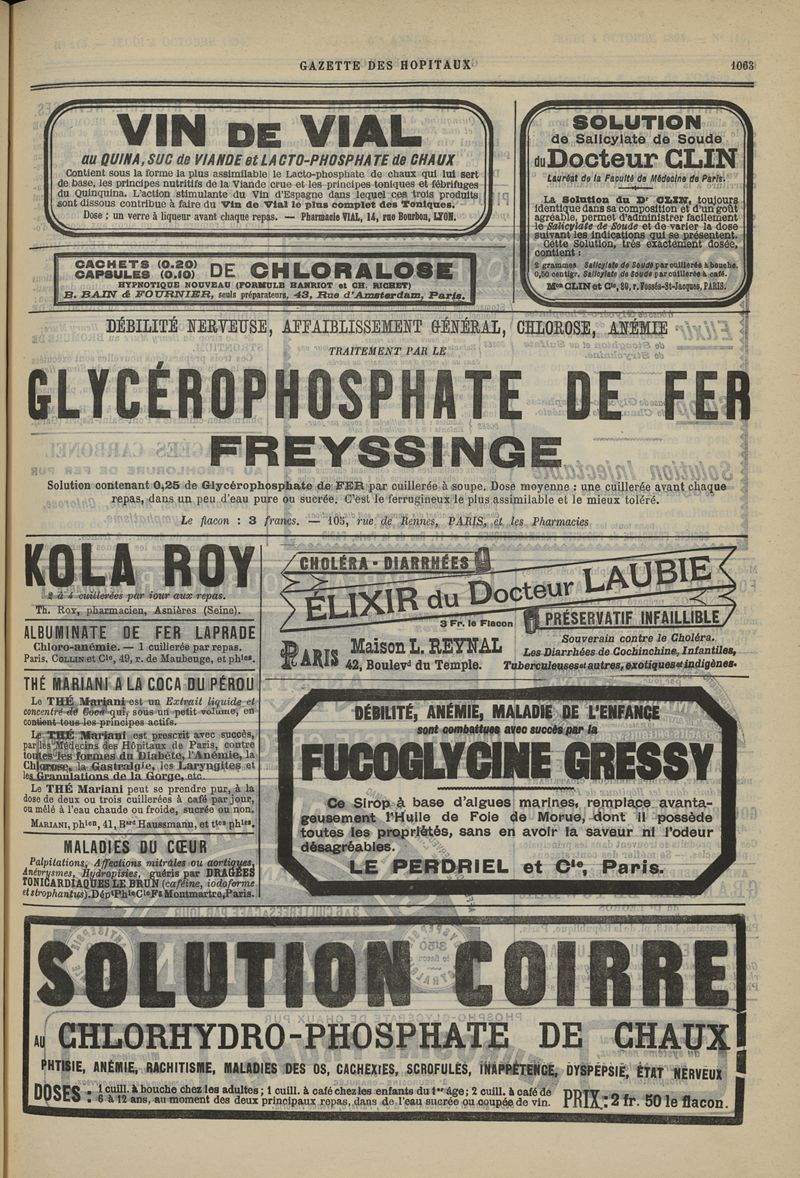 GAZETTE DES HOPITAUX
1063
VIN DE VIAL
au QUINA, SUC de VIANDE et LACTO-PHOSPHATE de CHAUX
Contient sous la forme la plus assimilable le Lacto-phosphate de chaux qui lui sert
de base, les principes nutritifs de la Viande crue et les principes toniques et fébrifuges
du Quinquina. L'action stimulante du Vin d'Espagne dans lequel ces trois produits
sont dissous contribue à faire du Vin de Vial le plus complet des Toniques.
Dose : un verre à liqueur avant chaque repas. — Pharmacie VIAL, 14, rue Bourbon, LYON.
SOLUTION
de Salicylate de Soude
du Docteur CLIN
Lauréat de la Faculté de Médecine de Paris.
La Solution du Dr CLIN, toujours
identique dans sa composition et d'un goût
agréable, permet d'administrer facilement
le Salicylate de Soude et de varier la dose
suivant les indications qui se présentent.
Cette Solution, très exactement dosée,
contient :
2 grammes Salicylate de Soude par cuillerée à bouche.
0,50 centigr. Salicylate de Soude par cuillerée à café.
Mon CLIN et Cie, 20, r. Fossés-St-Jacques, PARIS.
CACHETS (0.20)
CAPSULES (0.10) DE CHLORALOSE
HYPNOTIQUE NOUVEAU (FORMULE HANRIOT et CH. RICHET)
B. BAIN & FOURNIER, seuls préparateurs, 43, Rue d'Amsterdam, Paris.
DÉBILITÉ NERVEUSE, AFFAIBLISSEMENT GÉNÉRAL, CHLOROSE, ANÉMIE
TRAITEMENT PAR LE
GLYCÉROPHOSPHATE DE FER
FREYSSINGE
Solution contenant 0,25 de Glycérophosphate de FER par cuillerée à soupe. Dose moyenne : une cuillerée avant chaque
repas, dans un peu d'eau pure ou sucrée. C'est le ferrugineux le plus assimilable et le mieux toléré.
Le flacon : 3 francs. — 105, rue de Rennes, PARIS, et les Pharmacies
KOLA ROY
2 à 4 cuillerées par jour aux repas.
Th. Roy, pharmacien, Asnières (Seine).
ALBUMINATE DE FER LAPRADE
Chloro-anémie. — 1 cuillerée par repas.
Paris, COLLIN et Cie, 49, r. de Maubeuge, et phies.
THÉ MARIANI A LA COCA DU PÉROU
Le THÉ Mariani est un Extrait liquide et
concentré de Coca qui, sous un petit volume, en
contient tous les principes actifs.
Le THÉ Mariani est prescrit avec succès,
par les Médecins des Hôpitaux de Paris, contre
toutes les formes du Diabète, l'Anémie, la
Chlorose, la Gastralgie, les Laryngites et
les Granulations de la Gorge, etc.
Le THÉ Mariani peut se prendre pur, à la
dose de deux ou trois cuillerées à café par jour,
ou mêlé à l'eau chaude ou froide, sucrée ou non.
MARIANI, phien, 41, Bard Haussmann, et ttes phies.
MALADIES DU CŒUR
Palpitations, Affections mitrales ou aortiques,
Anévrysmes, Hydropisies, guéris par DRAGÉES
TONICARDIAQUES LE BRUN (caféine, iodoforme
et strophantus). Dépt Phie Cle Fg Montmartre, Paris.
CHOLÉRA - DIARRHÉES
ÉLIXIR du Docteur LAUBIE
3 Fr. le Flacon
PRÉSERVATIF INFAILLIBLE
PARIS
Maison L. REYNAL
42, Boulevd du Temple.
Souverain contre le Choléra.
Les Diarrhées de Cochinchine, Infantiles,
Tuberculeuses et autres, exotiques et indigènes.
DÉBILITÉ, ANÉMIE, MALADIE DE L'ENFANCE
sont combattues avec succès par la
FUCOGLYCINE GRESSY
Ce Sirop à base d'algues marines, remplace avanta-
geusement l'Huile de Foie de Morue, dont il possède
toutes les propriétés, sans en avoir la saveur ni l'odeur
désagréables.
LE PERDRIEL et Cie, Paris.
SOLUTION COIRRE
AU CHLORHYDRO-PHOSPHATE DE CHAUX
PHTISIE, ANÉMIE, RACHITISME, MALADIES DES OS, CACHEXIES, SCROFULES, INAPPÉTENCE, DYSPEPSIE, ÉTAT NERVEUX
DOSES : 1 cuill. à bouche chez les adultes ; 1 cuill. à café chez les enfants du 1er âge ; 2 cuill. à café de
6 à 12 ans, au moment des deux principaux repas, dans de l'eau sucrée ou coupée de vin.
PRIX : 2 fr. 50 le flacon.